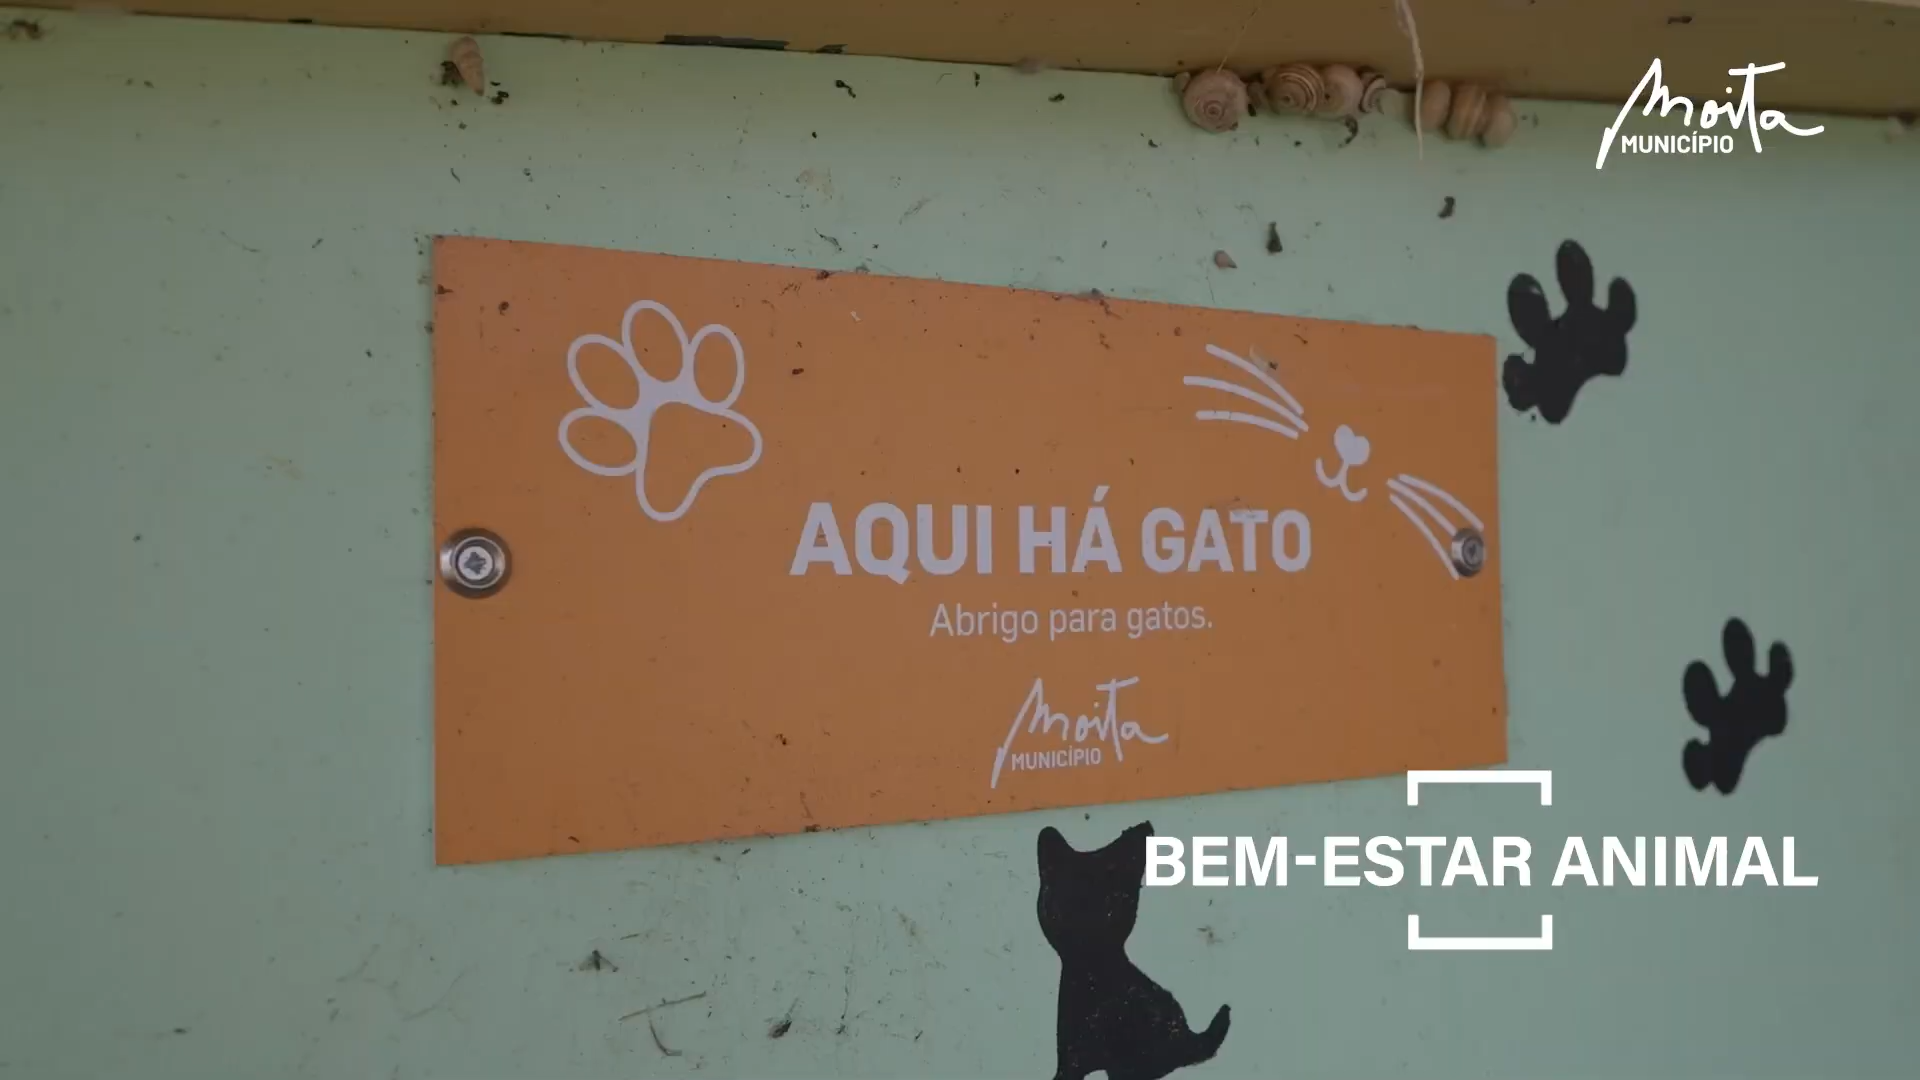 Moita
MUNICÍPIO
AQUI HÁ GATO
Abrigo para gatos.
Moita
MUNICÍPIO
BEM-ESTAR ANIMAL